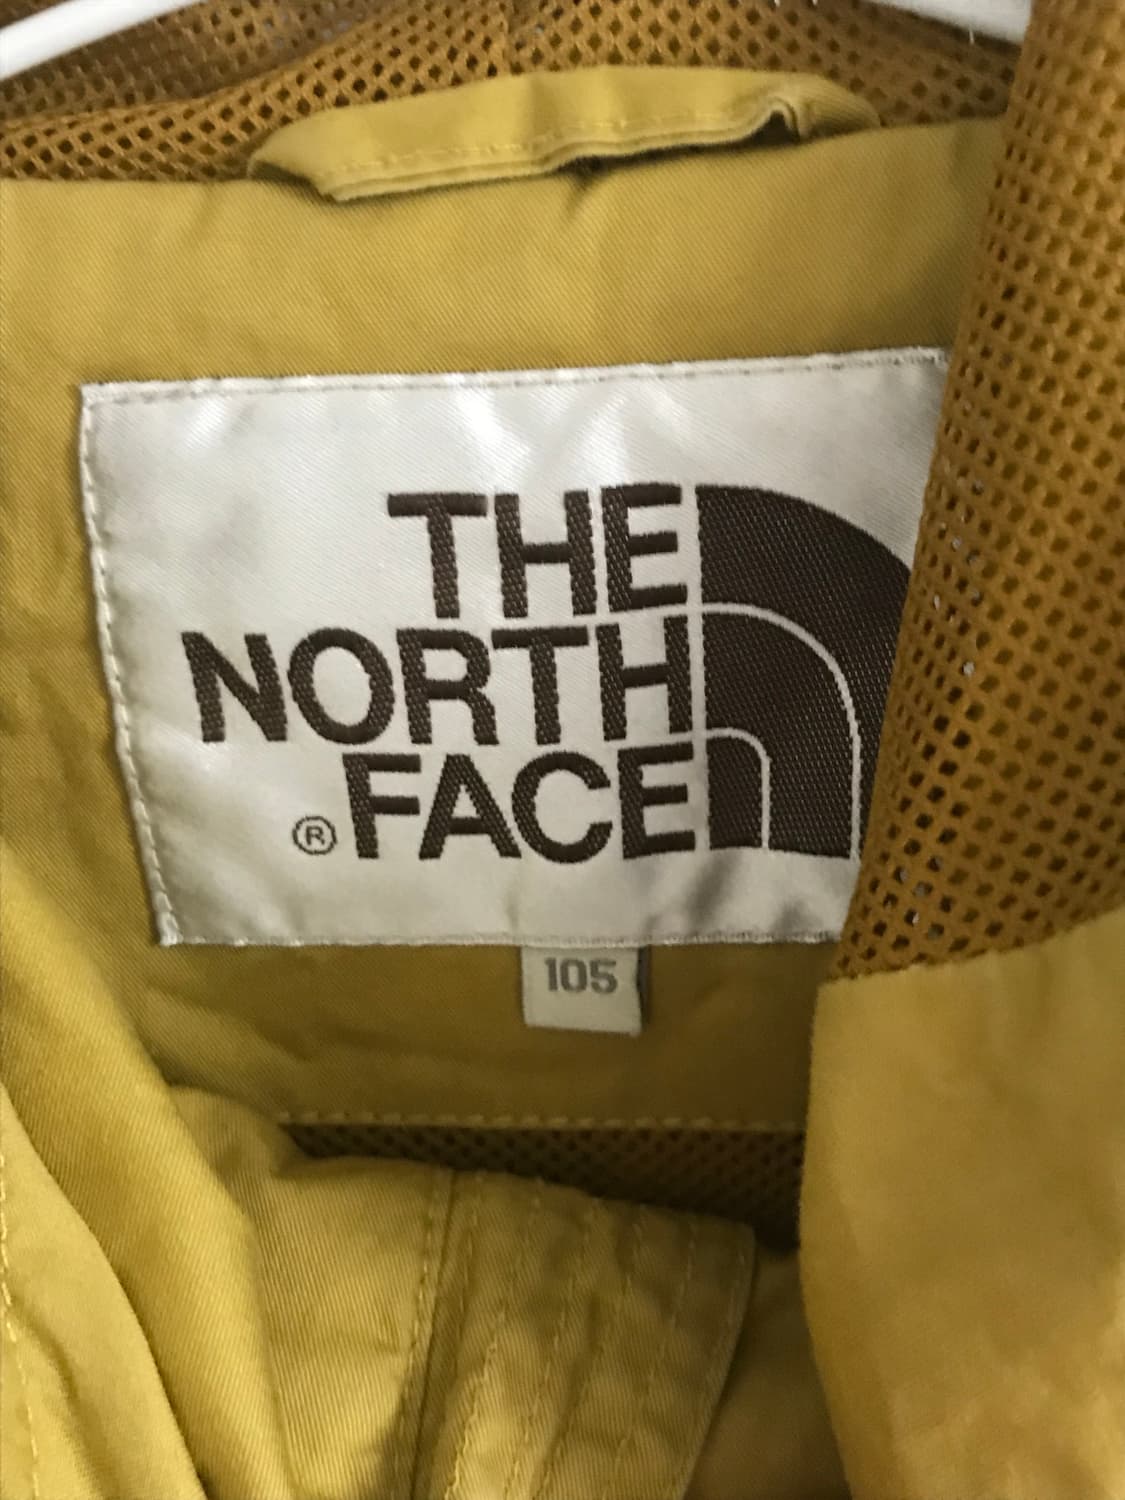 THE
NORTH
® FACE
105